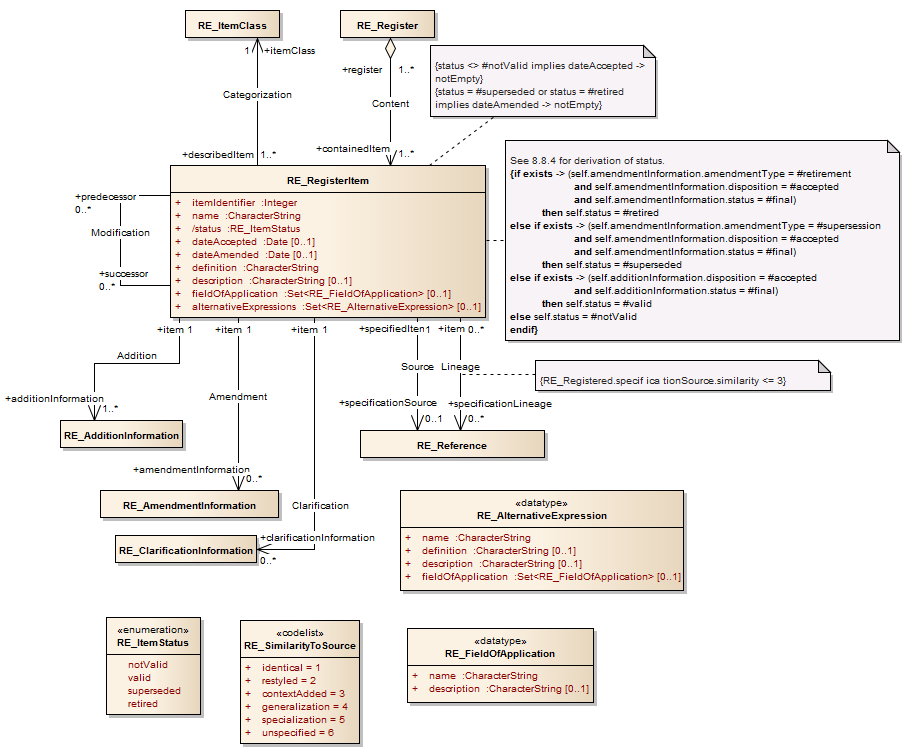 RE_ItemClass
RE_Register
1
+itemClass
+register
1..*
{status <> #notValid implies dateAccepted ->
notEmpty}
{status = #superseded or status = #retired
implies dateAmended -> notEmpty}
Categorization
Content
+describedItem
1..*
+containedItem
1..*
See 8.8.4 for derivation of status.
{if exists -> (self.amendmentInformation.amendmentType = #retirement
and self.amendmentInformation.disposition = #accepted
and self.amendmentInformation.status = #final)
then self.status = #retired
else if exists -> (self.amendmentInformation.amendmentType = #supersession
and self.amendmentInformation.disposition = #accepted
and self.amendmentInformation.status = #final)
then self.status = #superseded
else if exists -> (self.additionInformation.disposition = #accepted
and self.additionInformation.status = #final)
then self.status = #valid
else self.status = #notValid
endif}
RE_RegisterItem
+ itemIdentifier :Integer
+ name :CharacterString
+ /status :RE_ItemStatus
+ dateAccepted :Date [0..1]
+ dateAmended :Date [0..1]
+ definition :CharacterString
+ description :CharacterString [0..1]
+ fieldOfApplication :Set<RE_FieldOfApplication> [0..1]
+ alternativeExpressions :Set<RE_AlternativeExpression> [0..1]
+predecessor
0..*
Modification
+successor
0..*
+item 1
+item 1
+item 1
+specifiedItem1
+item 0..*
Addition
Source
Lineage
{RE_Registered.specif ica tionSource.similarity <= 3}
+additionInformation
1..*
Amendment
+specificationSource
0..1
+specificationLineage
0..*
RE_AdditionInformation
RE_Reference
+amendmentInformation
0..*
RE_AmendmentInformation
Clarification
+clarificationInformation
0..*
RE_ClarificationInformation
«datatype»
RE_AlternativeExpression
+ name :CharacterString
+ definition :CharacterString [0..1]
+ description :CharacterString [0..1]
+ fieldOfApplication :Set<RE_FieldOfApplication> [0..1]
«enumeration»
RE_ItemStatus
notValid
valid
superseded
retired
«codelist»
RE_SimilarityToSource
+ identical = 1
+ restyled = 2
+ contextAdded = 3
+ generalization = 4
+ specialization = 5
+ unspecified = 6
«datatype»
RE_FieldOfApplication
+ name :CharacterString
+ description :CharacterString [0..1]